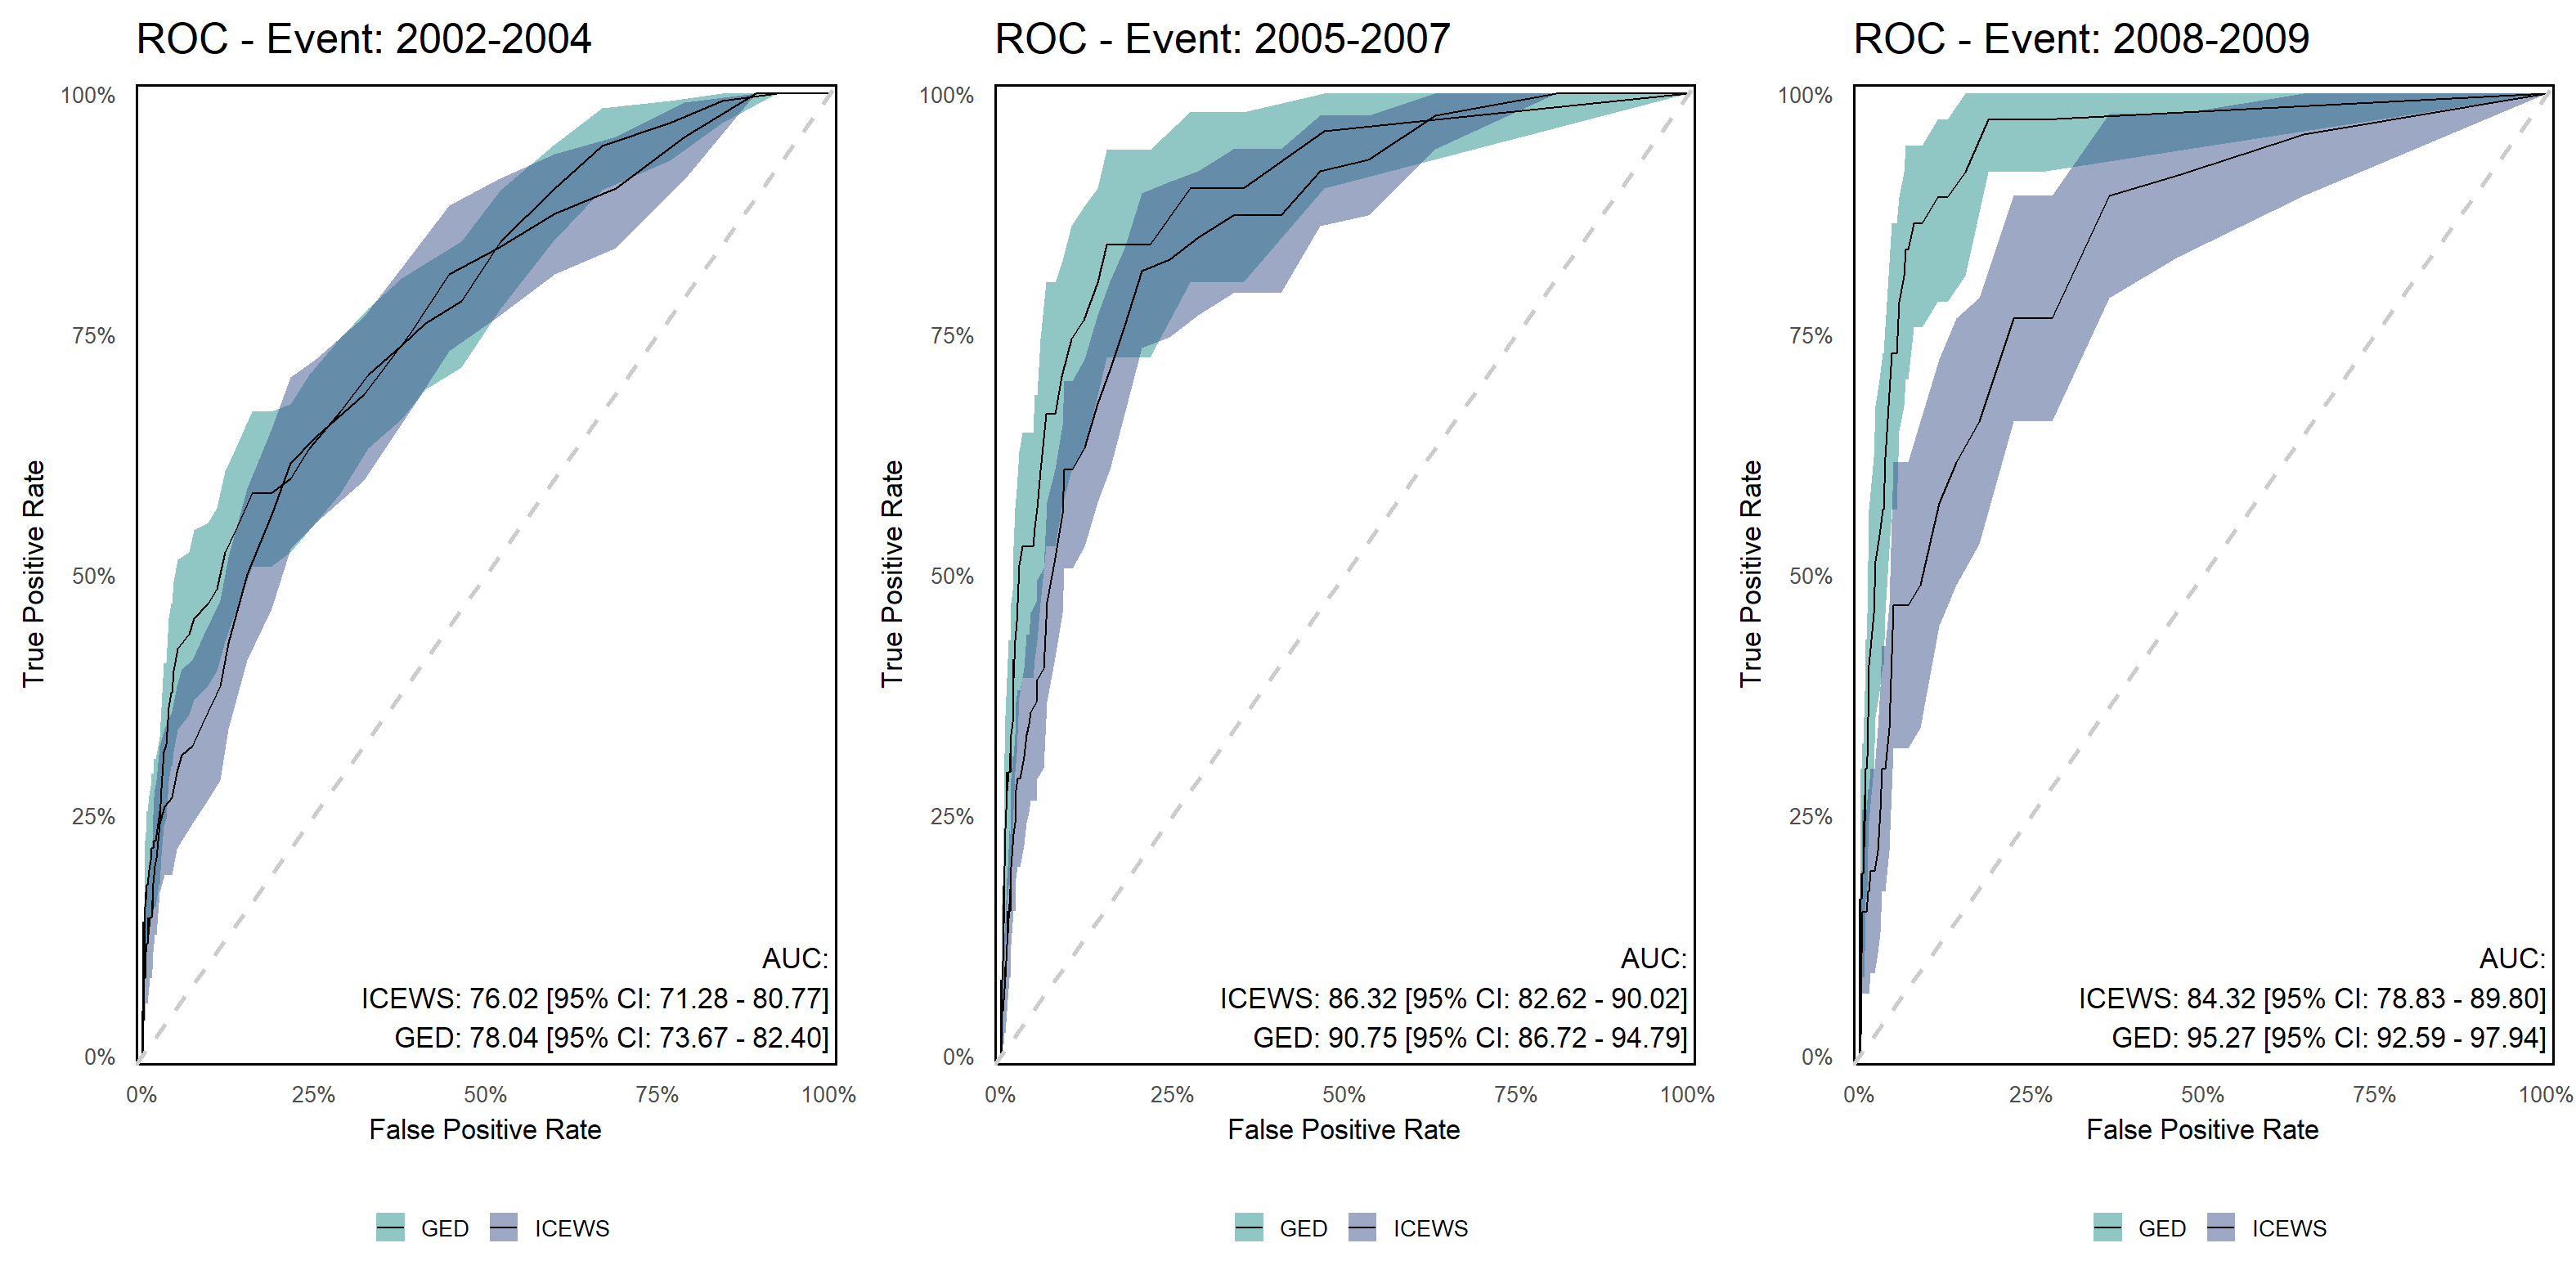 ROC - Event: 2002-2004
100%
75%
50%
25%
0%
True Positive Rate
AUC:
ICEWS: 76.02 [95% CI: 71.28 - 80.77]
GED: 78.04 [95% CI: 73.67 - 82.40]
0% 25% 50% 75% 100%
False Positive Rate
GED ICEWS
ROC - Event: 2005-2007
100%
75%
50%
25%
0%
True Positive Rate
AUC:
ICEWS: 86.32 [95% CI: 82.62 - 90.02]
GED: 90.75 [95% CI: 86.72 - 94.79]
0% 25% 50% 75% 100%
False Positive Rate
GED ICEWS
ROC - Event: 2008-2009
100%
75%
50%
25%
0%
True Positive Rate
AUC:
ICEWS: 84.32 [95% CI: 78.83 - 89.80]
GED: 95.27 [95% CI: 92.59 - 97.94]
0% 25% 50% 75% 100%
False Positive Rate
GED ICEWS